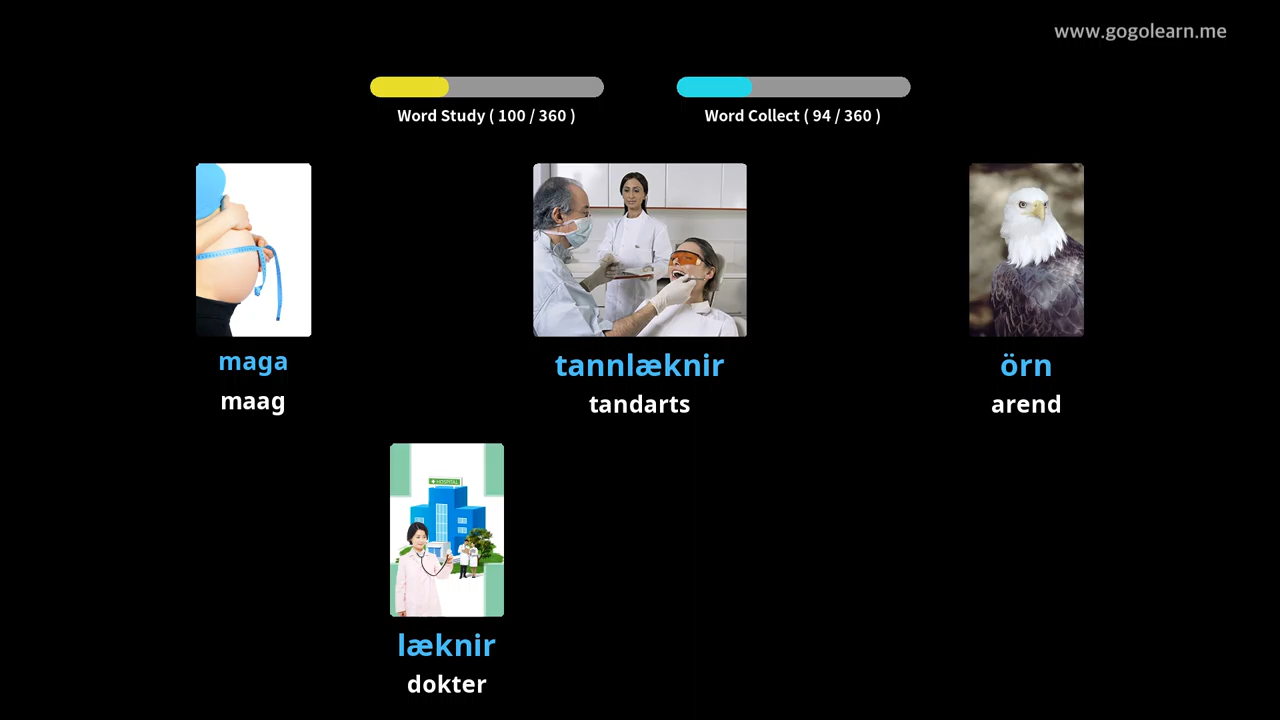 www.gogolearn.me
Word Study ( 100 / 360 )
Word Collect ( 94 / 360 )
maga
maag
tannlæknir
tandarts
örn
arend
HOSPITAL
læknir
dokter